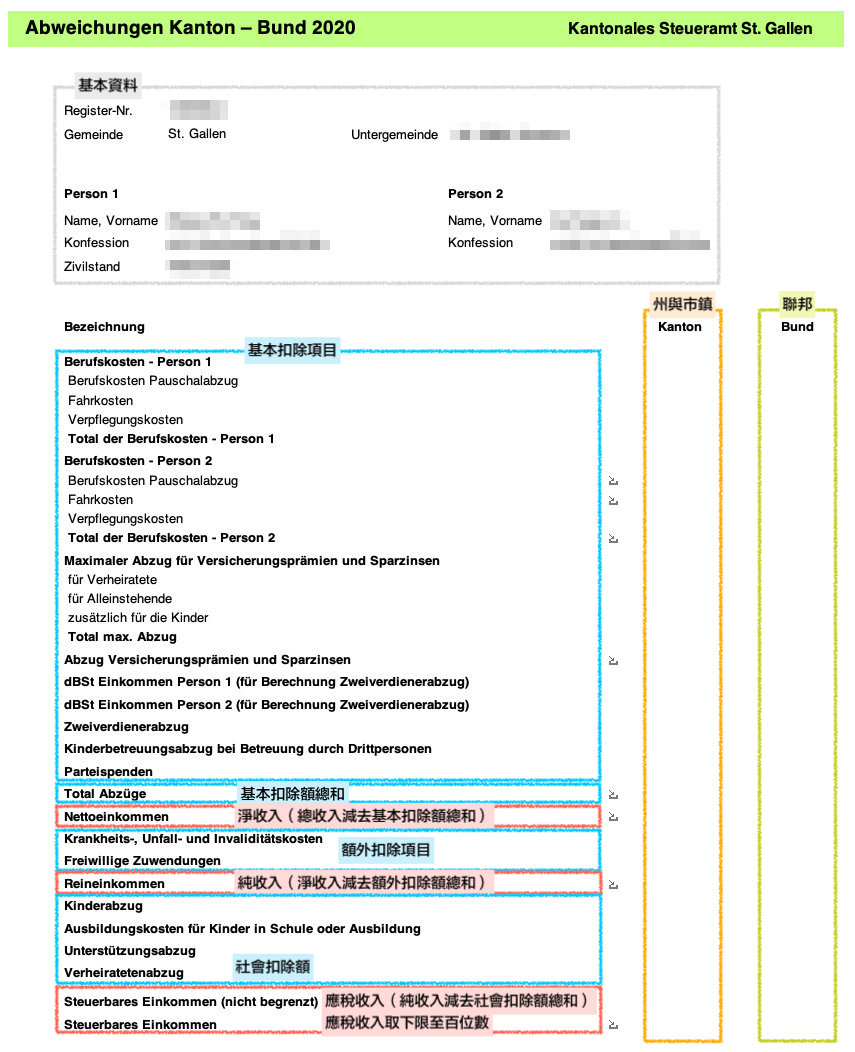 Abweichungen Kanton – Bund 2020 Kantonales Steueramt St. Gallen
基本資料
Register-Nr.
Gemeinde St. Gallen Untergemeinde
Person 1 Person 2
Name, Vorname Name, Vorname
Konfession Konfession
Zivilstand
州與市鎮 聯邦
Bezeichnung Kanton Bund
基本扣除項目
Berufskosten - Person 1
Berufskosten Pauschalabzug
Fahrkosten
Verpflegungskosten
Total der Berufskosten - Person 1
Berufskosten - Person 2
Berufskosten Pauschalabzug
Fahrkosten
Verpflegungskosten
Total der Berufskosten - Person 2
Maximaler Abzug für Versicherungsprämien und Sparzinsen
für Verheiratete
für Alleinstehende
zusätzlich für die Kinder
Total max. Abzug
Abzug Versicherungsprämien und Sparzinsen
dBSt Einkommen Person 1 (für Berechnung Zweiverdienerabzug)
dBSt Einkommen Person 2 (für Berechnung Zweiverdienerabzug)
Zweiverdienerabzug
Kinderbetreuungsabzug bei Betreuung durch Drittpersonen
Parteispenden
Total Abzüge 基本扣除額總和
Nettoeinkommen 淨收入（總收入減去基本扣除額總和）
Krankheits-, Unfall- und Invaliditätskosten
額外扣除項目
Freiwillige Zuwendungen
Reineinkommen 純收入（淨收入減去額外扣除額總和）
Kinderabzug
Ausbildungskosten für Kinder in Schule oder Ausbildung
Unterstützungsabzug
Verheiratetenabzug 社會扣除額
Steuerbares Einkommen (nicht begrenzt) 應稅收入（純收入減去社會扣除額總和）
Steuerbares Einkommen 應稅收入取下限至百位數